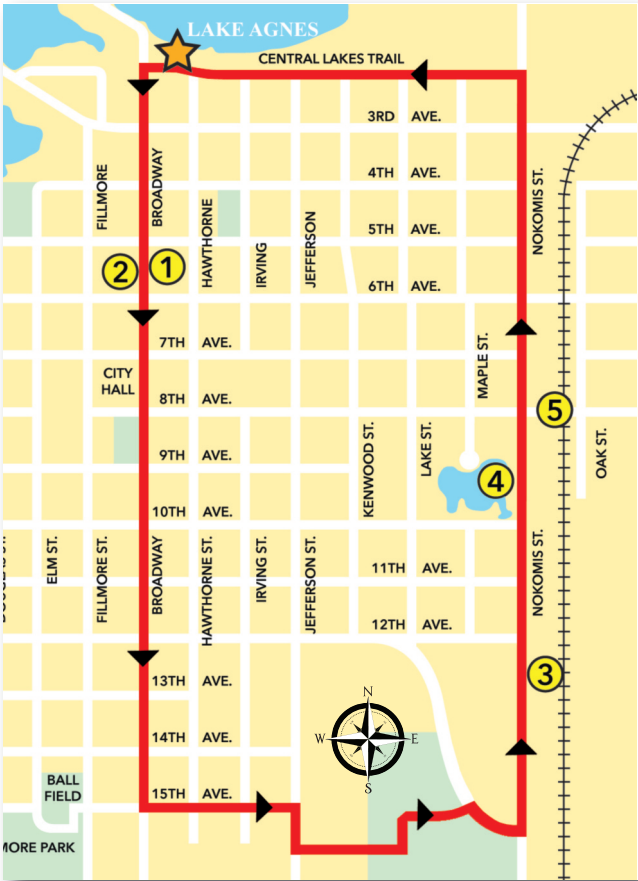 LAKE AGNES
CENTRAL LAKES TRAIL
3RD AVE.
4TH AVE.
FILLMORE
BROADWAY
HAWTHORNE
IRVING
JEFFERSON
NOKOMIS ST.
5TH AVE.
2
1
6TH AVE.
7TH AVE.
MAPLE ST.
CITY
HALL
8TH AVE.
5
9TH AVE.
KENWOOD ST.
LAKE ST.
OAK ST.
4
10TH AVE.
ELM ST.
FILLMORE ST.
BROADWAY
HAWTHORNE ST.
IRVING ST.
JEFFERSON ST.
11TH AVE.
NOKOMIS ST.
12TH AVE.
3
13TH AVE.
N
14TH AVE.
W
E
S
BALL
FIELD
15TH AVE.
MORE PARK